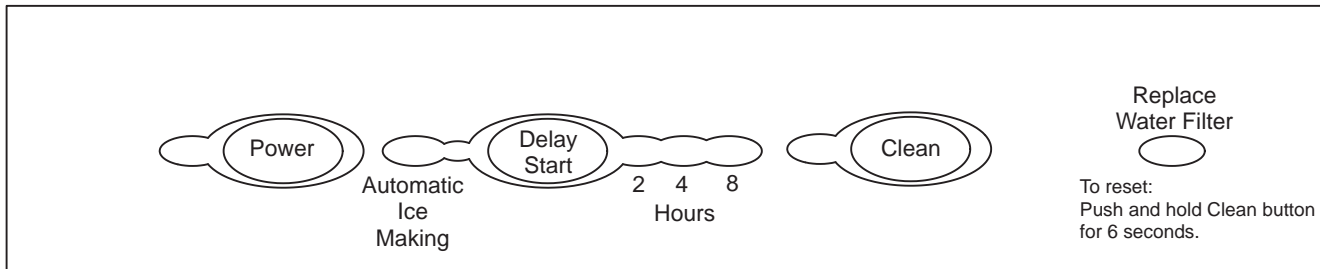 Power
Automatic
Ice
Making
Delay
Start
2 4 8
Hours
Clean
Replace
Water Filter
To reset:
Push and hold Clean button
for 6 seconds.